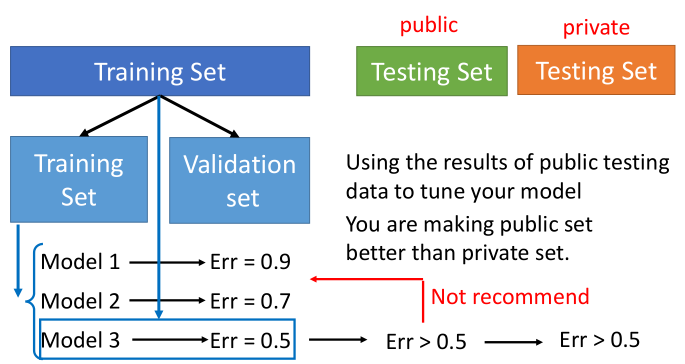 public
private
Training Set
Testing Set
Testing Set
Training
Set
Validation
set
Using the results of public testing
data to tune your model
You are making public set
better than private set.
Model 1
Err = 0.9
Model 2
Err = 0.7
Not recommend
Model 3
Err = 0.5
Err > 0.5
Err > 0.5